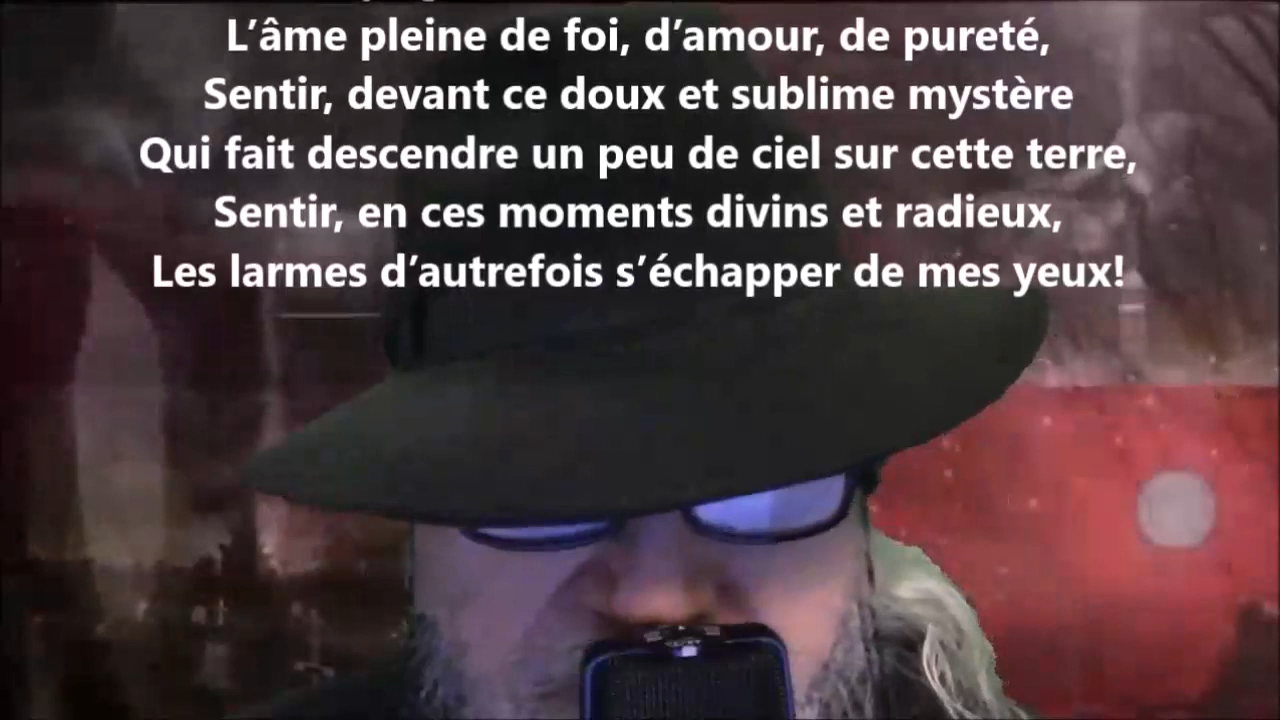 L’âme pleine de foi, d’amour, de pureté,
Sentir, devant ce doux et sublime mystère
Qui fait descendre un peu de ciel sur cette terre,
Sentir, en ces moments divins et radieux,
Les larmes d’autrefois s’échapper de mes yeux!